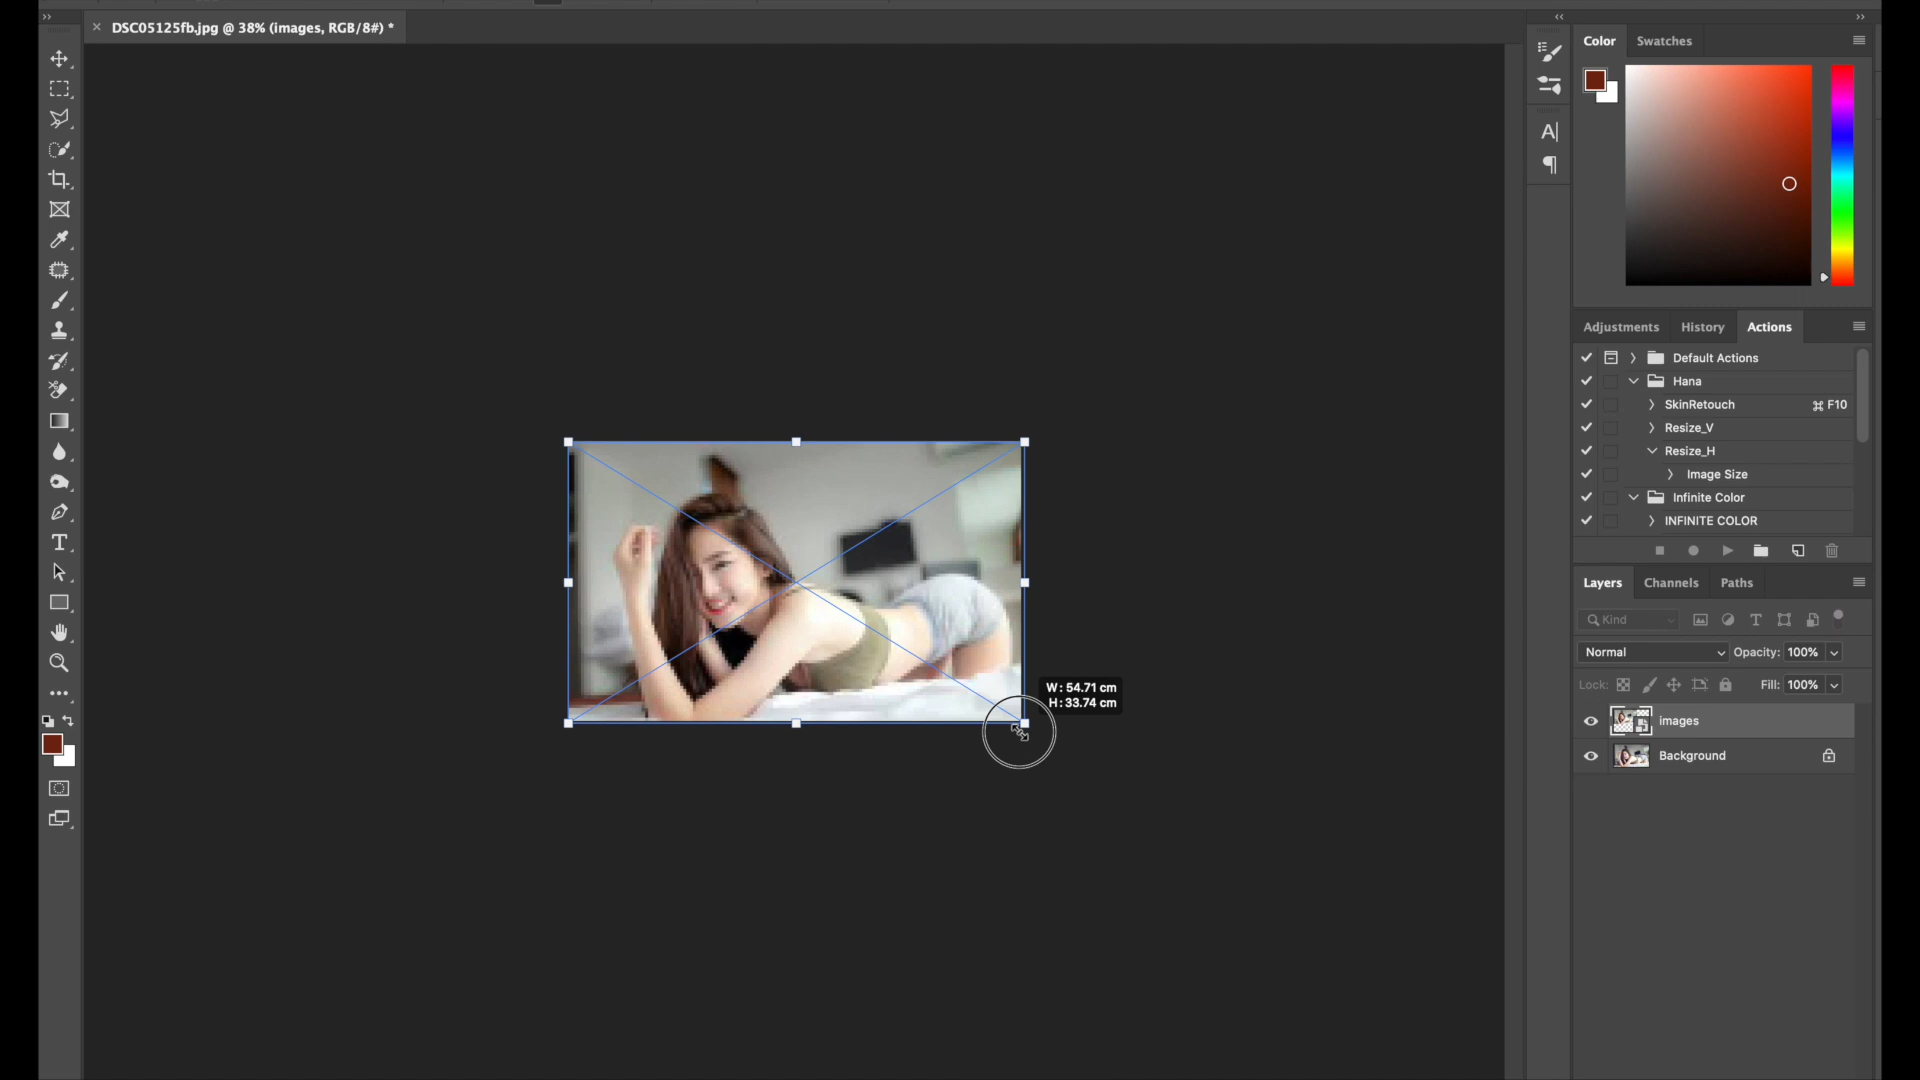 DSC05125fb.jpg @ 38% (images, RGB/8#) *
Color
Swatches
Adjustments
History
Actions
Default Actions
Hana
SkinRetouch
⌘ F10
Resize_V
Resize_H
Image Size
Infinite Color
INFINITE COLOR
Layers
Channels
Paths
Kind
Normal
Opacity: 100%
Lock:
Fill: 100%
W: 54.71 cm
H: 33.74 cm
images
Background